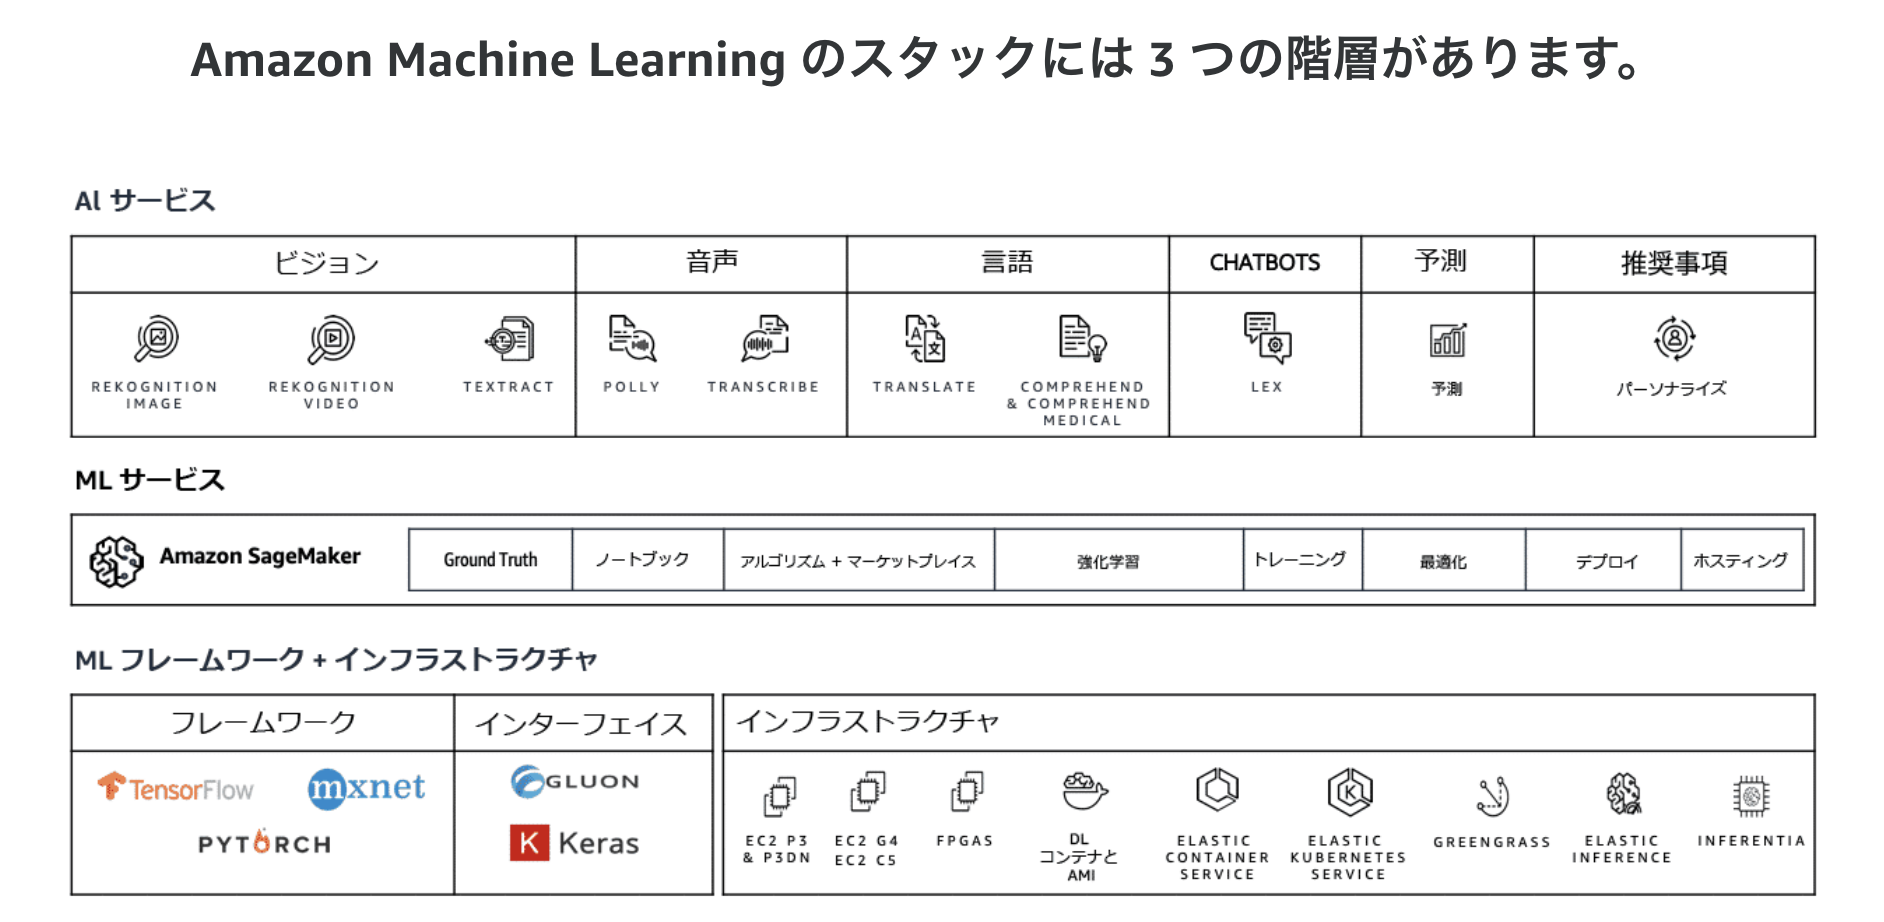 Amazon Machine Learning のスタックには 3 つの階層があります。
AI サービス
ビジョン
音声
言語
CHATBOTS
予測
推奨事項
REKOGNITION
IMAGE
REKOGNITION
VIDEO
TEXTRACT
POLLY
TRANSCRIBE
TRANSLATE
COMPREHEND
& COMPREHEND
MEDICAL
LEX
予測
パーソナライズ
ML サービス
Amazon SageMaker
Ground Truth
ノートブック
アルゴリズム + マーケットプレイス
強化学習
トレーニング
最適化
デプロイ
ホスティング
ML フレームワーク + インフラストラクチャ
フレームワーク
インターフェイス
インフラストラクチャ
TensorFlow
mxnet
PYTORCH
GLUON
K Keras
EC2 P3
& P3DN
EC2 G4
EC2 C5
FPGAS
DL
コンテナと
AMI
ELASTIC
CONTAINER
SERVICE
ELASTIC
KUBERNETES
SERVICE
GREENGRASS
ELASTIC
INFERENCE
INFERENTIA